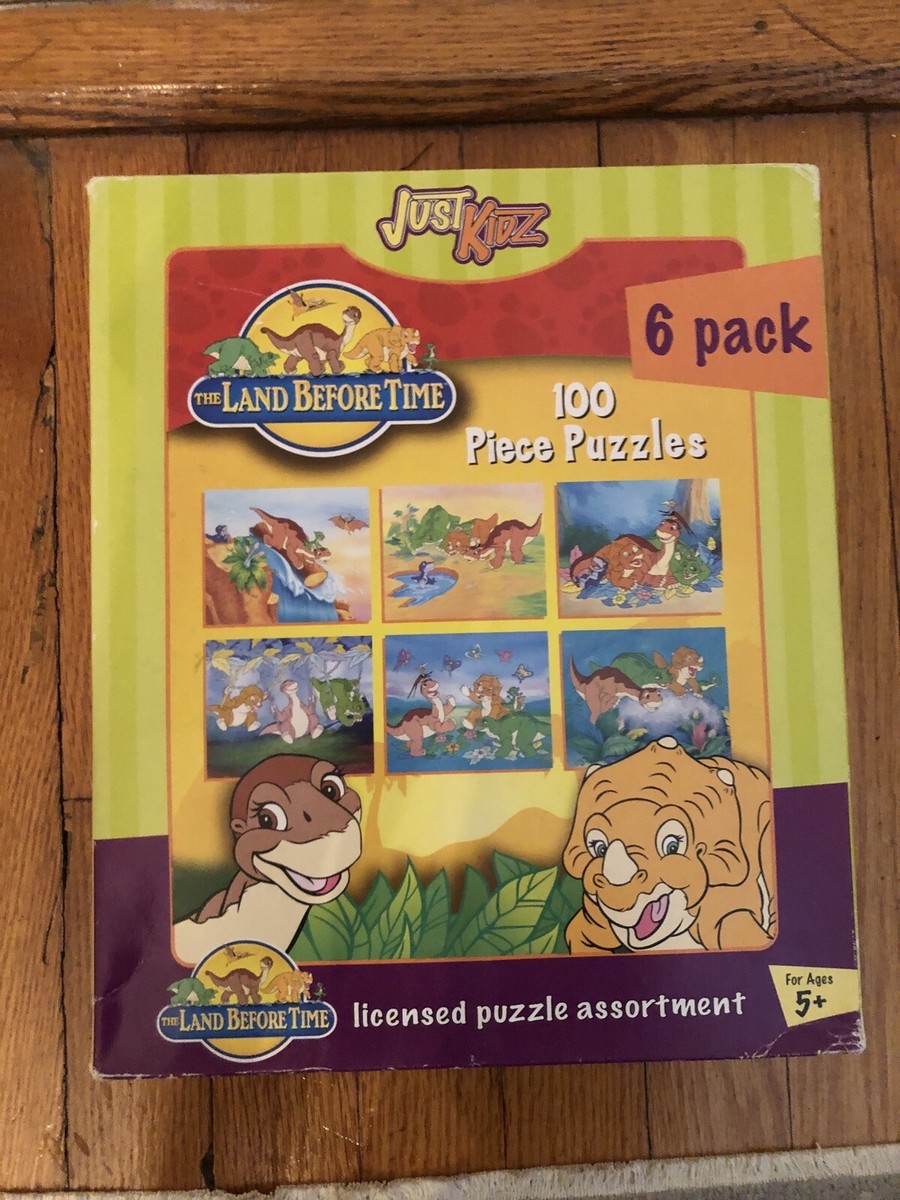 JUST KIDZ
6 pack
THE LAND BEFORE TIME
100
Piece Puzzles
THE LAND BEFORE TIME
licensed puzzle assortment
For Ages
5+